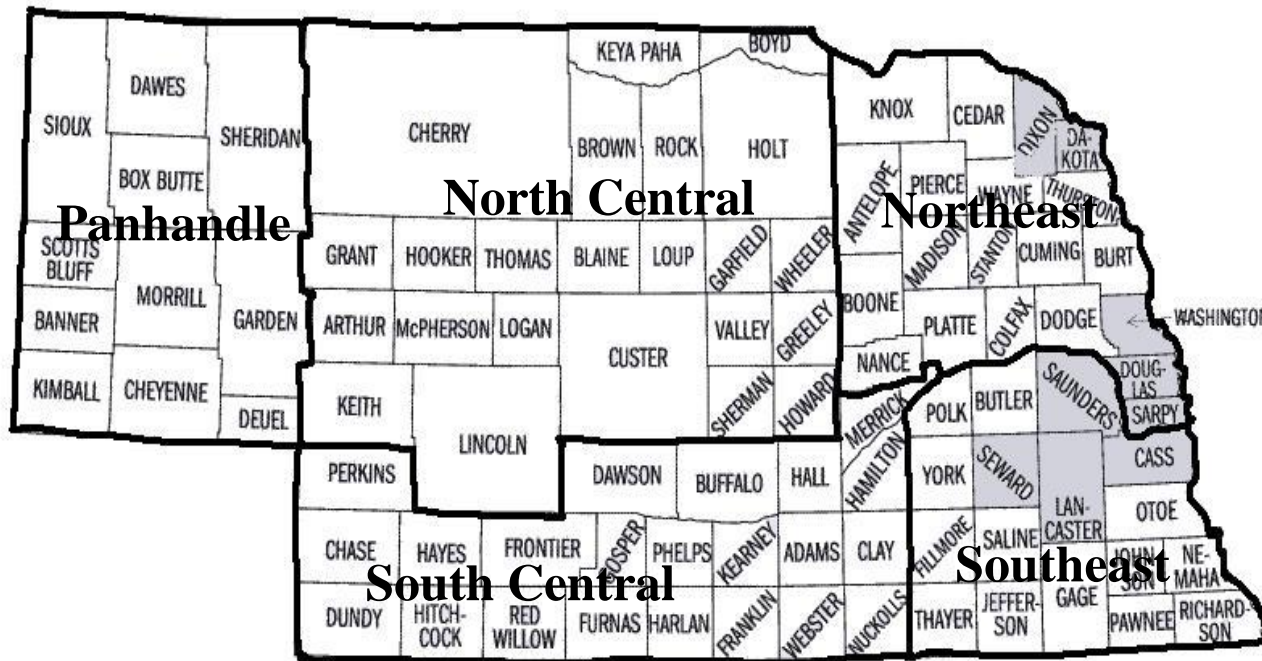 KEYA PAHA
BOYD
DAWES
SIOUX
SHERIDAN
CHERRY
BROWN
ROCK
HOLT
KNOX
CEDAR
DIXON
DA-
KOTA
BOX BUTTE
ANTELOPE
PIERCE
WAYNE
THURSTON
Panhandle
North Central
Northeast
SCOTTS
BLUFF
MORRILL
GARDEN
GRANT
HOOKER
THOMAS
BLAINE
LOUP
GARFIELD
WHEELER
MADISON
STANTON
CUMING
BURT
BANNER
ARTHUR
McPHERSON
LOGAN
CUSTER
VALLEY
GREELEY
BOONE
PLATTE
COLFAX
DODGE
WASHINGTON
KIMBALL
CHEYENNE
DEUEL
KEITH
LINCOLN
SHERMAN
HOWARD
NANCE
MERRICK
POLK
BUTLER
SAUNDERS
DOUG-
LAS
SARPY
PERKINS
DAWSON
BUFFALO
HALL
HAMILTON
YORK
SEWARD
CASS
LAN-
CASTER
OTOE
CHASE
HAYES
FRONTIER
GOSPER
PHELPS
KEARNEY
ADAMS
CLAY
FILLMORE
SALINE
JOHN-
SON
NE-
MAHA
South Central
Southeast
DUNDY
HITCH-
COCK
RED
WILLOW
FURNAS
HARLAN
FRANKLIN
WEBSTER
NUCKOLLS
THAYER
JEFFER-
SON
GAGE
PAWNEE
RICHARD-
SON